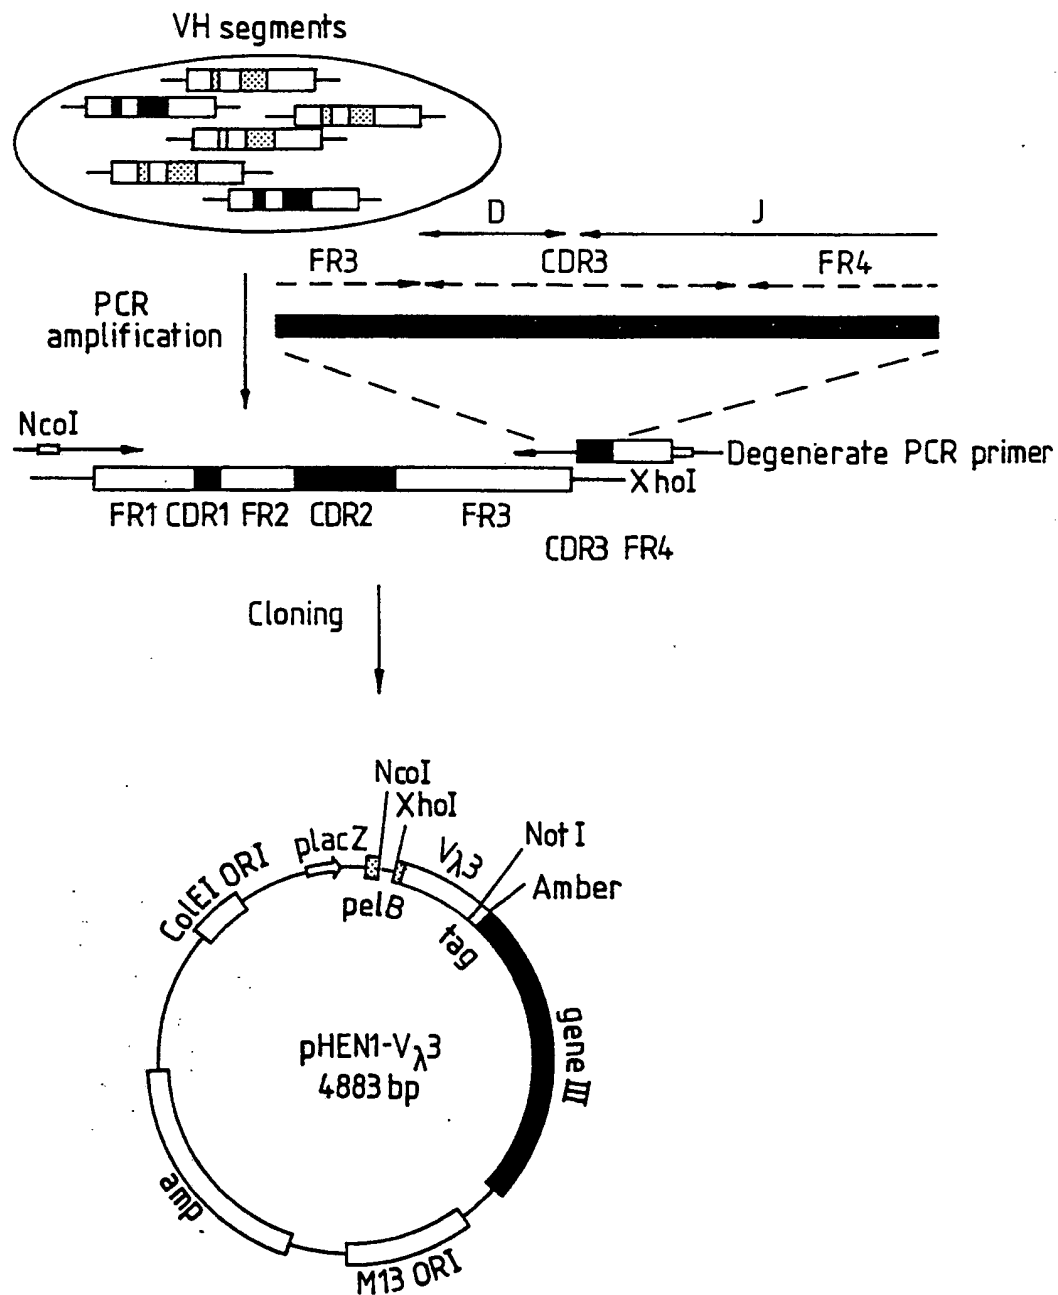 VH segments
D
J
FR3
CDR3
FR4
PCR
amplification
NcoI
Degenerate PCR primer
XhoI
FR1 CDR1 FR2 CDR2 FR3
CDR3 FR4
Cloning
NcoI
XhoI
Not I
Amber
placZ
Vλ3
ColEI ORI
pelB
tag
gene III
pHEN1-Vλ3
4883 bp
amp
M13 ORI